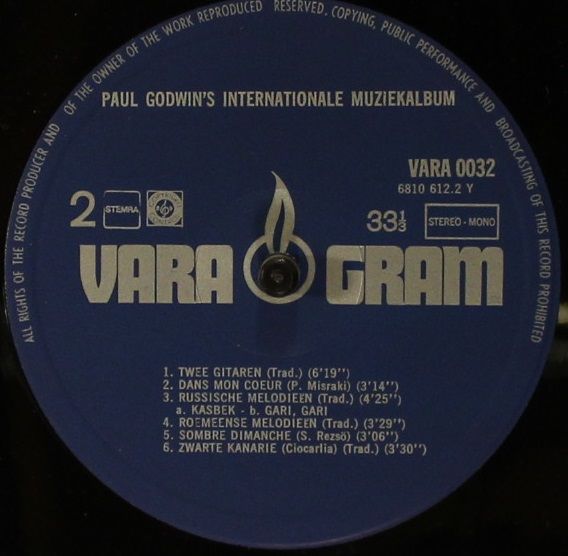 ALL RIGHTS OF THE RECORD PRODUCER AND OF THE OWNER OF THE WORK REPRODUCED RESERVED. COPYING, PUBLIC PERFORMANCE AND BROADCASTING OF THIS RECORD PROHIBITED
PAUL GODWIN'S INTERNATIONALE MUZIEKALBUM
VARA 0032
6810 612.2 Y
2 STEMRA 33⅓ STEREO - MONO
VARA GRAM
1. TWEE GITAREN (Trad.) (6'19'')
2. DANS MON COEUR (P. Misraki) (3'14'')
3. RUSSISCHE MELODIEEN (Trad.) (4'25'')
a. KASBEK - b. GARI, GARI
4. ROEMEENSE MELODIEEN (Trad.) (3'29'')
5. SOMBRE DIMANCHE (S. Rezsö) (3'06'')
6. ZWARTE KANARIE (Ciocarlia) (Trad.) (3'30'')